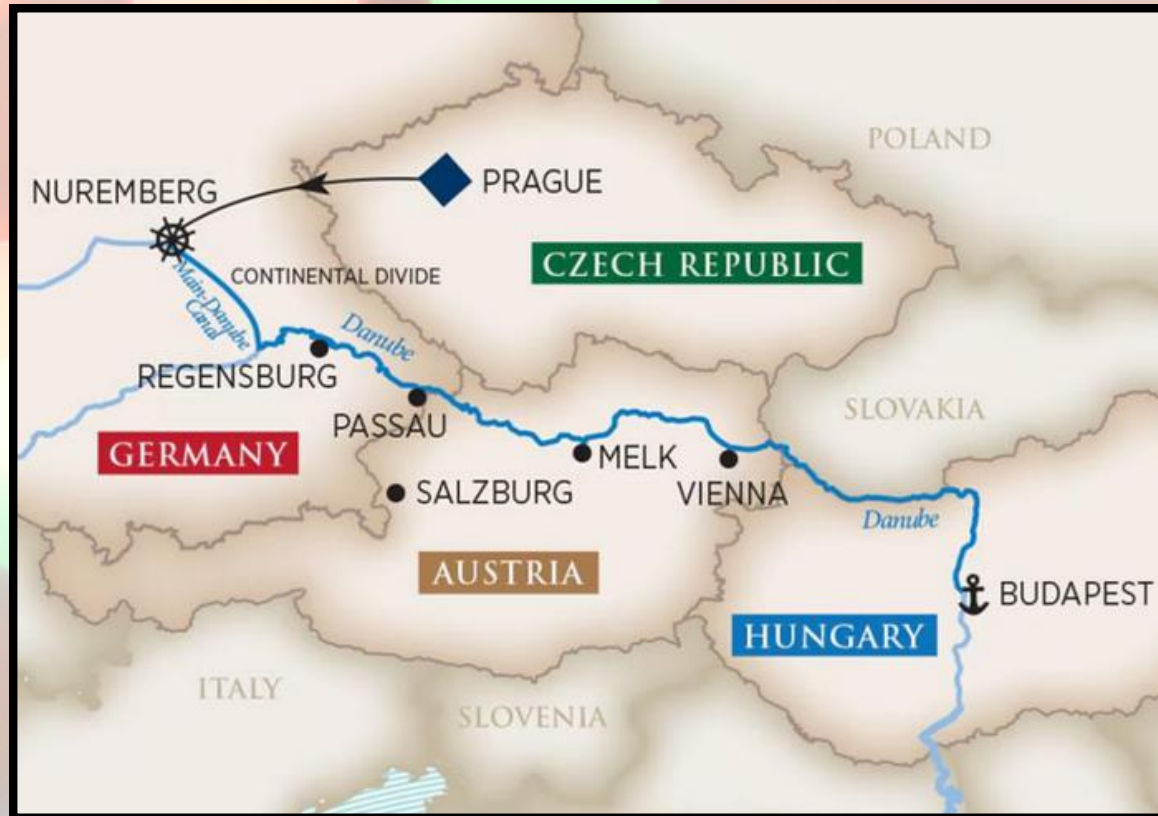 POLAND
NUREMBERG
PRAGUE
CZECH REPUBLIC
CONTINENTAL DIVIDE
Main-Danube
Canal
Danube
REGENSBURG
PASSAU
SLOVAKIA
GERMANY
MELK
VIENNA
SALZBURG
Danube
AUSTRIA
BUDAPEST
HUNGARY
ITALY
SLOVENIA